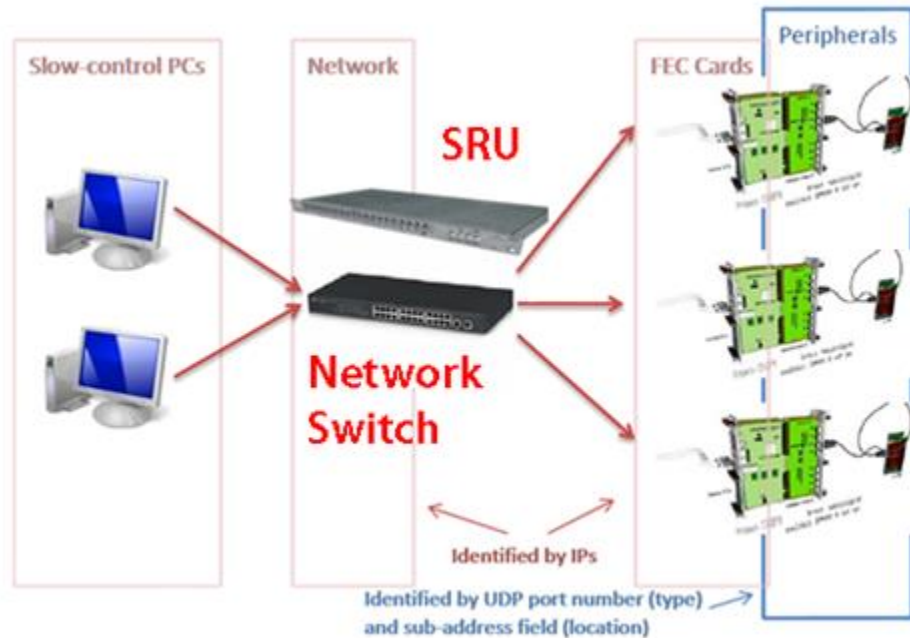 Slow-control PCs
Network
FEC Cards
Peripherals
SRU
Network
Switch
Identified by IPs
Identified by UDP port number (type)
and sub-address field (location)